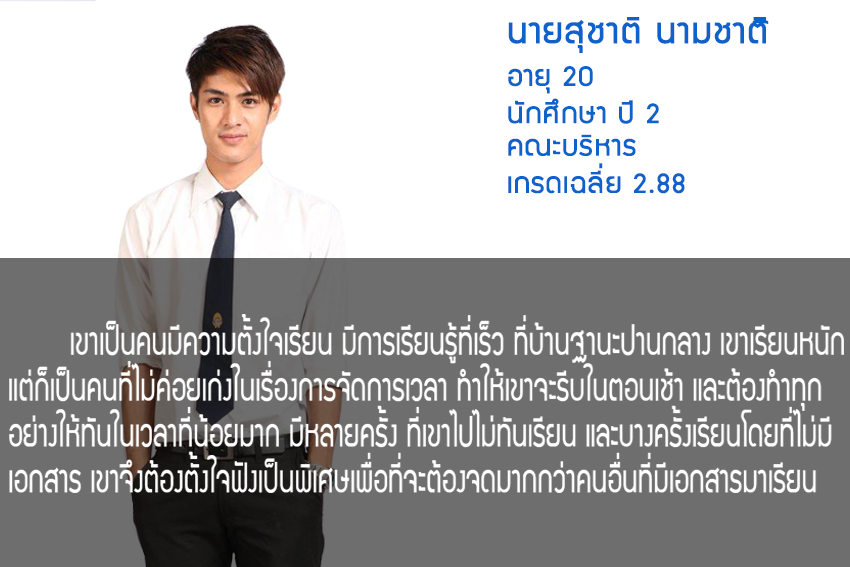 นายสุชาติ นามชาติ
อายุ 20
นักศึกษา ปี 2
คณะบริหาร
เกรดเฉลี่ย 2.88
เขาเป็นคนมีความตั้งใจเรียน มีการเรียนรู้ที่เร็ว ที่บ้านฐานะปานกลาง เขาเรียนหนัก
แต่ก็เป็นคนที่ไม่ค่อยเก่งในเรื่องการจัดการเวลา ทำให้เขาจะรีบในตอนเช้า และต้องทำทุก
อย่างให้ทันในเวลาที่น้อยมาก มีหลายครั้ง ที่เขาไปไม่ทันเรียน และบางครั้งเรียนโดยที่ไม่มี
เอกสาร เขาจึงต้องตั้งใจฟังเป็นพิเศษเพื่อที่จะต้องจดมากกว่าคนอื่นที่มีเอกสารมาเรียน